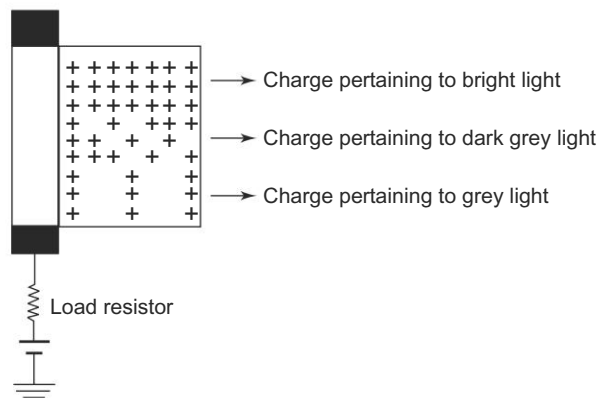 Charge pertaining to bright light
Charge pertaining to dark grey light
Charge pertaining to grey light
Load resistor